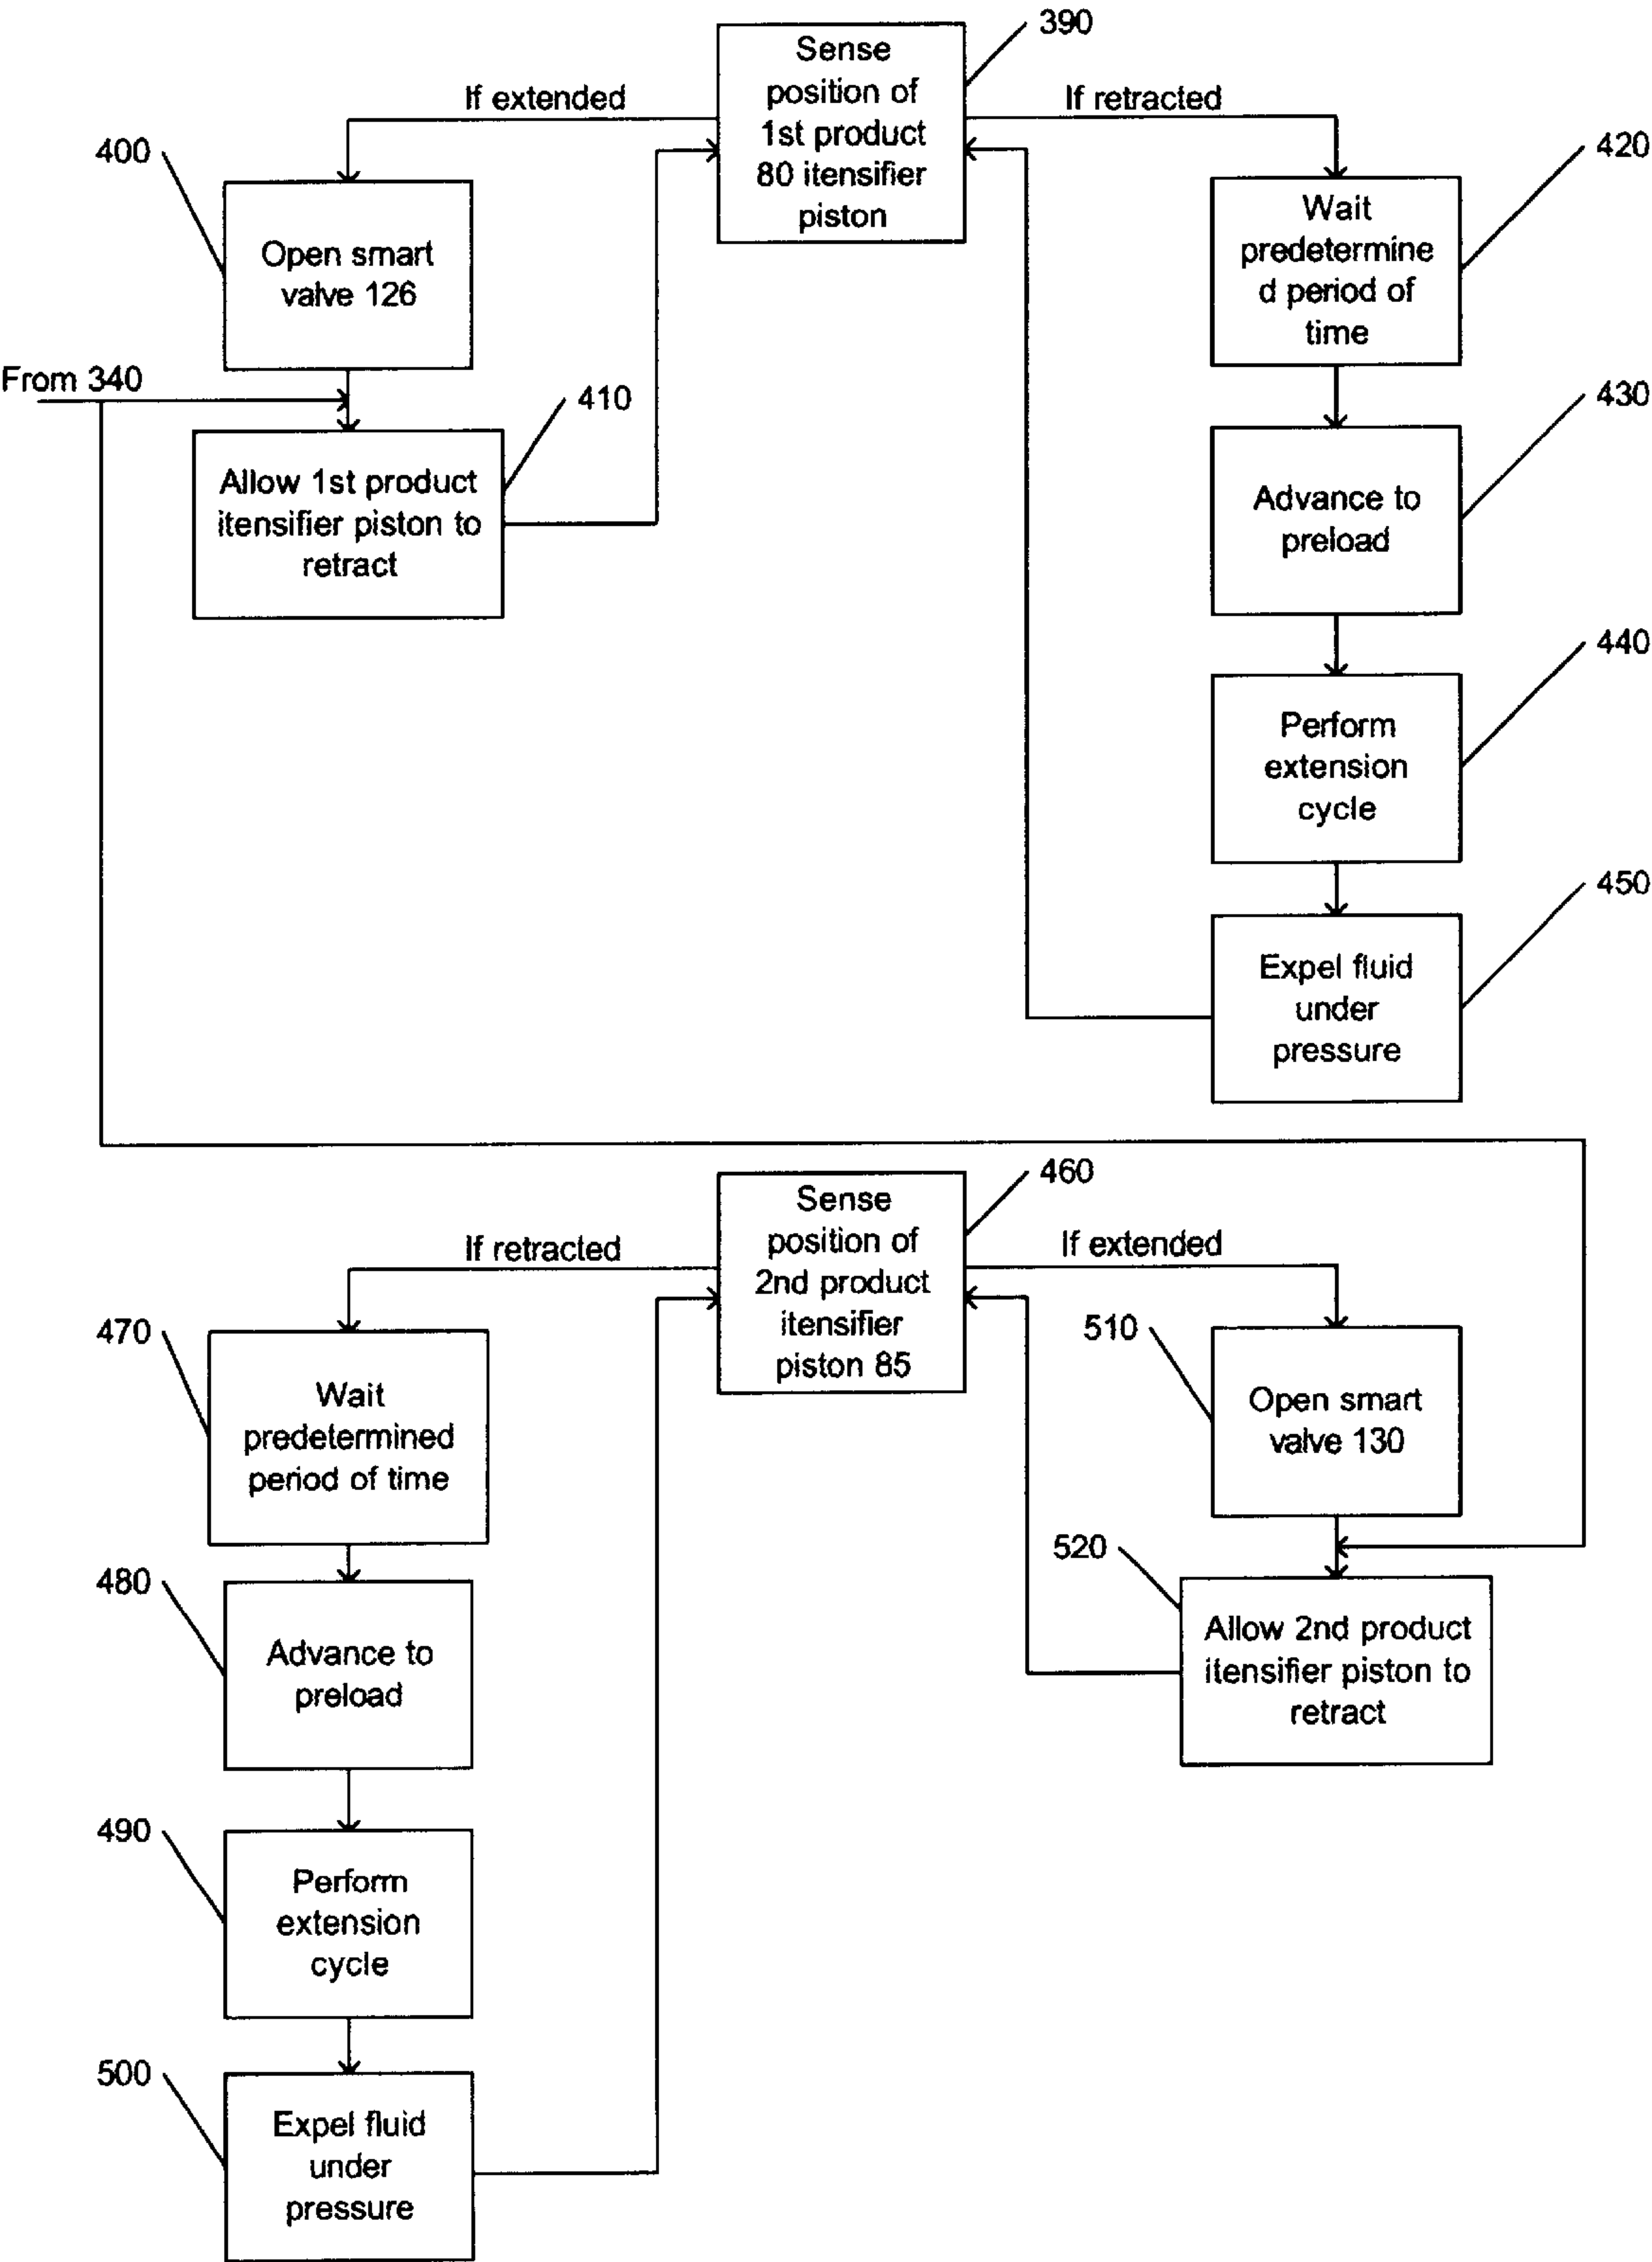 390
Sense
position of
1st product
80 itensifier
piston
If extended
If retracted
400
Open smart
valve 126
420
Wait
predetermine
d period of
time
From 340
410
Allow 1st product
itensifier piston to
retract
430
Advance to
preload
440
Perform
extension
cycle
450
Expel fluid
under
pressure
460
Sense
position of
2nd product
itensifier
piston 85
If retracted
If extended
470
Wait
predetermined
period of time
510
Open smart
valve 130
520
Allow 2nd product
itensifier piston to
retract
480
Advance to
preload
490
Perform
extension
cycle
500
Expel fluid
under
pressure